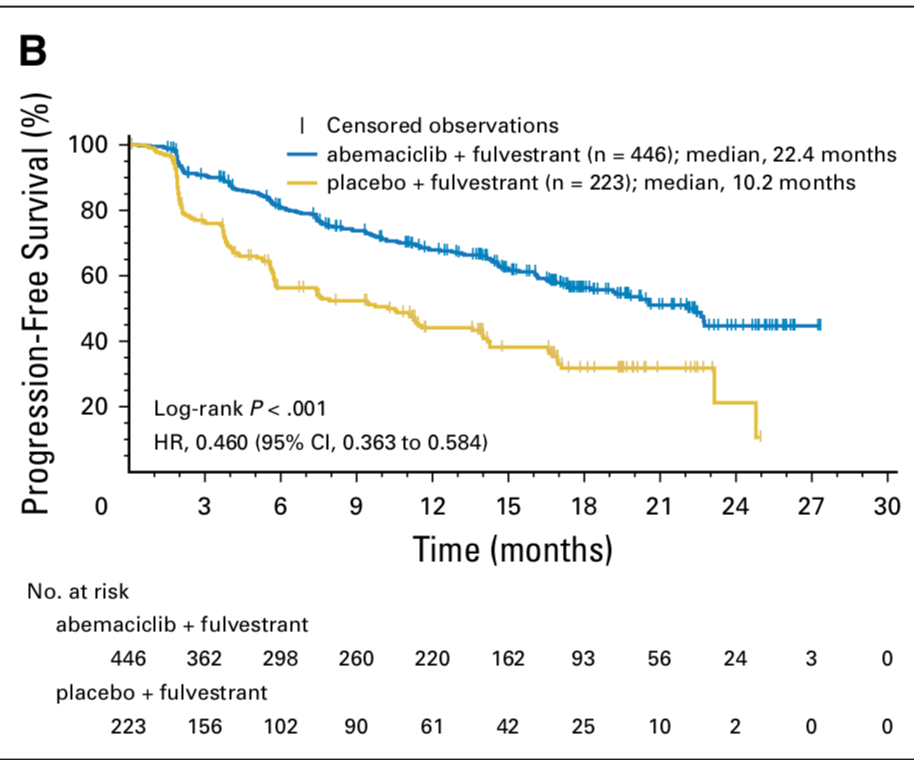 B
Progression-Free Survival (%)
| Censored observations
abemaciclib + fulvestrant (n = 446); median, 22.4 months
placebo + fulvestrant (n = 223); median, 10.2 months
100
80
60
40
20
Log-rank P < .001
HR, 0.460 (95% CI, 0.363 to 0.584)
0 3 6 9 12 15 18 21 24 27 30
Time (months)
No. at risk
abemaciclib + fulvestrant
446 362 298 260 220 162 93 56 24 3 0
placebo + fulvestrant
223 156 102 90 61 42 25 10 2 0 0